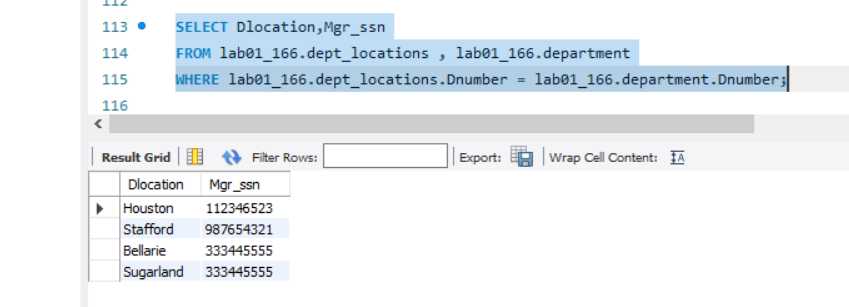 112
113 SELECT Dlocation,Mgr_ssn
114 FROM lab01_166.dept_locations , lab01_166.department
115 WHERE lab01_166.dept_locations.Dnumber = lab01_166.department.Dnumber;
116
Result Grid Filter Rows: Export: Wrap Cell Content: IA
Dlocation Mgr_ssn
Houston 112346523
Stafford 987654321
Bellarie 333445555
Sugarland 333445555